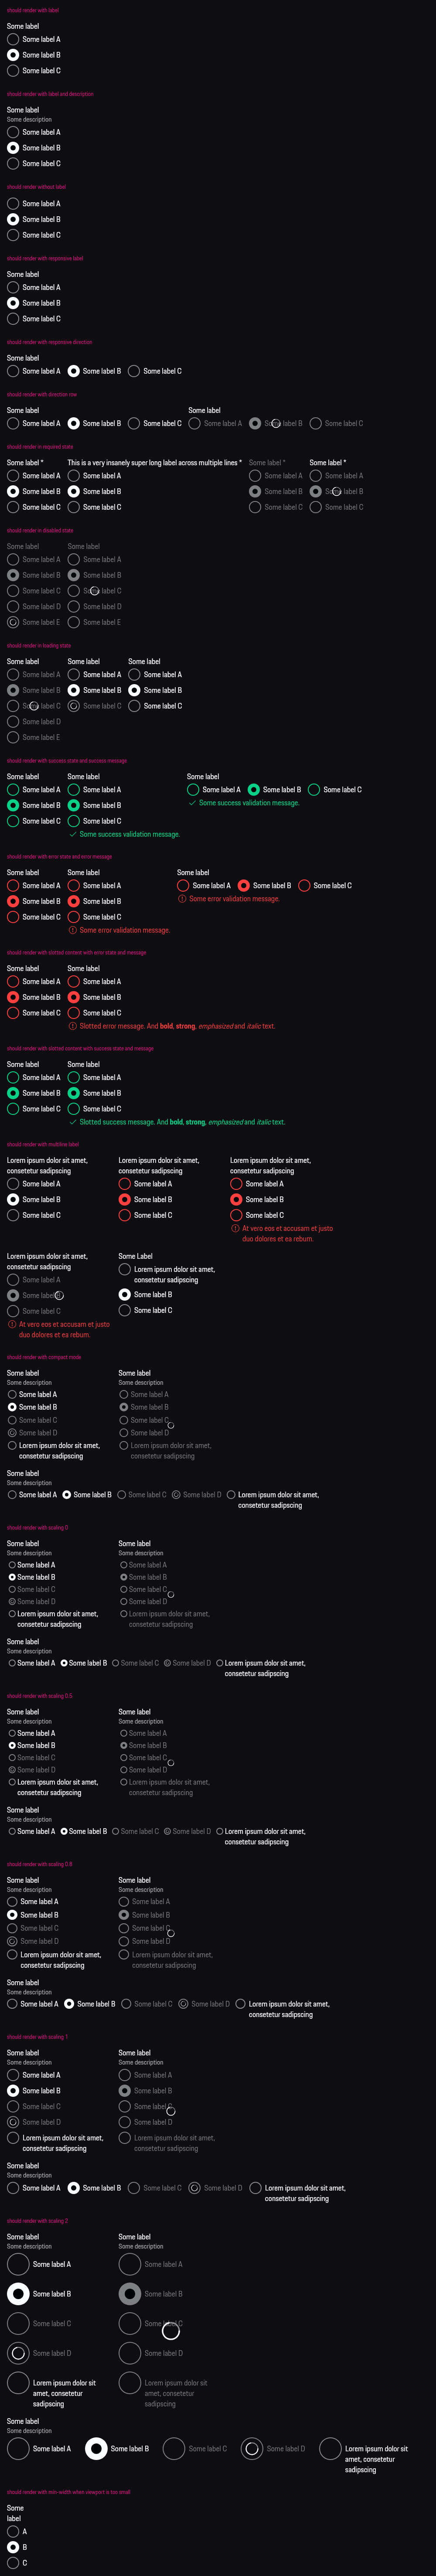 should render with label
Some label
Some label A
Some label B
Some label C
should render with label and description
Some label
Some description
Some label A
Some label B
Some label C
should render without label
Some label A
Some label B
Some label C
should render with responsive label
Some label
Some label A
Some label B
Some label C
should render with responsive direction
Some label
Some label A Some label B Some label C
should render with direction row
Some label Some label
Some label A Some label B Some label C Some label A Some label B Some label C
should render in required state
Some label * This is a very insanely super long label across multiple lines * Some label * Some label *
Some label A Some label A Some label A Some label A
Some label B Some label B Some label B Some label B
Some label C Some label C Some label C Some label C
should render in disabled state
Some label Some label
Some label A Some label A
Some label B Some label B
Some label C Some label C
Some label D Some label D
Some label E Some label E
should render in loading state
Some label Some label Some label
Some label A Some label A Some label A
Some label B Some label B Some label B
Some label C Some label C Some label C
Some label D
Some label E
should render with success state and success message
Some label Some label Some label
Some label A Some label A Some label A Some label B Some label C
Some label B Some label B Some success validation message.
Some label C Some label C
Some success validation message.
should render with error state and error message
Some label Some label Some label
Some label A Some label A Some label A Some label B Some label C
Some label B Some label B Some error validation message.
Some label C Some label C
Some error validation message.
should render with slotted content with error state and message
Some label Some label
Some label A Some label A
Some label B Some label B
Some label C Some label C
Slotted error message. And bold, strong, emphasized and italic text.
should render with slotted content with success state and message
Some label Some label
Some label A Some label A
Some label B Some label B
Some label C Some label C
Slotted success message. And bold, strong, emphasized and italic text.
should render with multiline label
Lorem ipsum dolor sit amet, Lorem ipsum dolor sit amet, Lorem ipsum dolor sit amet,
consetetur sadipscing consetetur sadipscing consetetur sadipscing
Some label A Some label A Some label A
Some label B Some label B Some label B
Some label C Some label C Some label C
At vero eos et accusam et justo
duo dolores et ea rebum.
Lorem ipsum dolor sit amet, Some Label
consetetur sadipscing Lorem ipsum dolor sit amet,
Some label A consetetur sadipscing
Some label B Some label B
Some label C Some label C
At vero eos et accusam et justo
duo dolores et ea rebum.
should render with compact mode
Some label Some label
Some description Some description
Some label A Some label A
Some label B Some label B
Some label C Some label C
Some label D Some label D
Lorem ipsum dolor sit amet, Lorem ipsum dolor sit amet,
consetetur sadipscing consetetur sadipscing
Some label
Some description
Some label A Some label B Some label C Some label D Lorem ipsum dolor sit amet,
consetetur sadipscing
should render with scaling 0
Some label Some label
Some description Some description
Some label A Some label A
Some label B Some label B
Some label C Some label C
Some label D Some label D
Lorem ipsum dolor sit amet, Lorem ipsum dolor sit amet,
consetetur sadipscing consetetur sadipscing
Some label
Some description
Some label A Some label B Some label C Some label D Lorem ipsum dolor sit amet,
consetetur sadipscing
should render with scaling 0.5
Some label Some label
Some description Some description
Some label A Some label A
Some label B Some label B
Some label C Some label C
Some label D Some label D
Lorem ipsum dolor sit amet, Lorem ipsum dolor sit amet,
consetetur sadipscing consetetur sadipscing
Some label
Some description
Some label A Some label B Some label C Some label D Lorem ipsum dolor sit amet,
consetetur sadipscing
should render with scaling 0.8
Some label Some label
Some description Some description
Some label A Some label A
Some label B Some label B
Some label C Some label C
Some label D Some label D
Lorem ipsum dolor sit amet, Lorem ipsum dolor sit amet,
consetetur sadipscing consetetur sadipscing
Some label
Some description
Some label A Some label B Some label C Some label D Lorem ipsum dolor sit amet,
consetetur sadipscing
should render with scaling 1
Some label Some label
Some description Some description
Some label A Some label A
Some label B Some label B
Some label C Some label C
Some label D Some label D
Lorem ipsum dolor sit amet, Lorem ipsum dolor sit amet,
consetetur sadipscing consetetur sadipscing
Some label
Some description
Some label A Some label B Some label C Some label D Lorem ipsum dolor sit amet,
consetetur sadipscing
should render with scaling 2
Some label Some label
Some description Some description
Some label A Some label A
Some label B Some label B
Some label C Some label C
Some label D Some label D
Lorem ipsum dolor sit Lorem ipsum dolor sit
amet, consetetur amet, consetetur
sadipscing sadipscing
Some label
Some description
Some label A Some label B Some label C Some label D Lorem ipsum dolor sit
amet, consetetur
sadipscing
should render with min-width when viewport is too small
Some
label
A
B
C